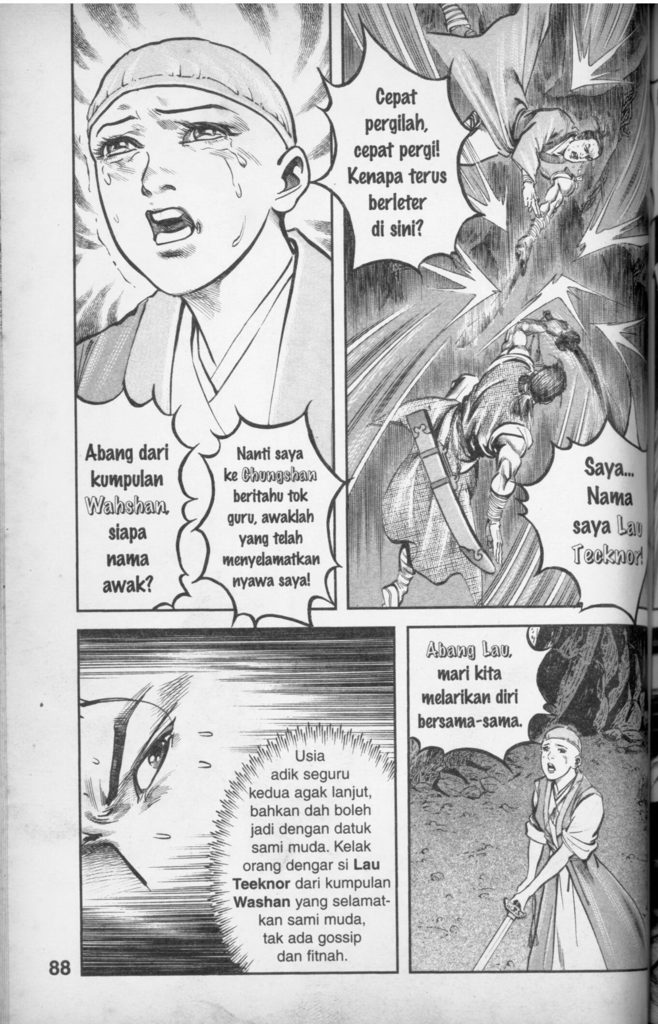 Cepat
pergilah,
cepat pergi!
Kenapa terus
berleter
di sini?
Abang dari
kumpulan
Wahshan,
siapa
nama
awak?
Nanti saya
ke Chungshan
beritahu tok
guru, awaklah
yang telah
menyelamatkan
nyawa saya!
Saya...
Nama
saya Lau
Teeknor!
Usia
adik seguru
kedua agak lanjut,
bahkan dah boleh
jadi dengan datuk
sami muda. Kelak
orang dengar si Lau
Teeknor dari kumpulan
Washan yang selamat-
kan sami muda,
tak ada gossip
dan fitnah.
Abang Lau,
mari kita
melarikan diri
bersama-sama.
88